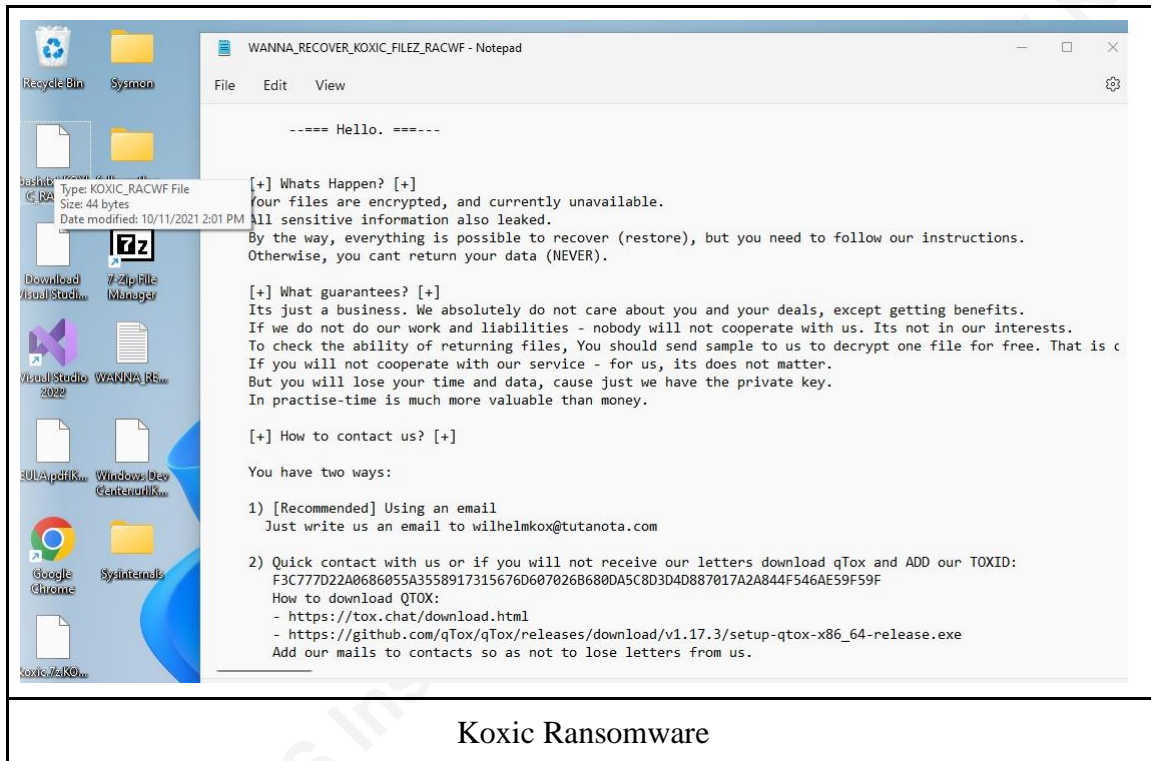 WANNA_RECOVER_KOXIC_FILEZ_RACWF - Notepad
File Edit View
Recycle Bin
Sysmon
Type: KOXIC_RACWF File
Size: 44 bytes
Date modified: 10/11/2021 2:01 PM
Download
Visual Studi...
7-Zip File
Manager
Visual Studio
2022
WANNA_RE...
EULA.pdf.K...
Windows Dev
Center.url.K...
Google
Chrome
Sysinternals
koxic.7z.KO...
--=== Hello. ===---
[+] Whats Happen? [+]
Your files are encrypted, and currently unavailable.
All sensitive information also leaked.
By the way, everything is possible to recover (restore), but you need to follow our instructions.
Otherwise, you cant return your data (NEVER).
[+] What guarantees? [+]
Its just a business. We absolutely do not care about you and your deals, except getting benefits.
If we do not do our work and liabilities - nobody will not cooperate with us. Its not in our interests.
To check the ability of returning files, You should send sample to us to decrypt one file for free. That is
If you will not cooperate with our service - for us, its does not matter.
But you will lose your time and data, cause just we have the private key.
In practise-time is much more valuable than money.
[+] How to contact us? [+]
You have two ways:
1) [Recommended] Using an email
Just write us an email to wilhelmkox@tutanota.com
2) Quick contact with us or if you will not receive our letters download qTox and ADD our TOXID:
F3C777D22A0686055A3558917315676D607026B680DA5C8D3D4D887017A2A844F546AE59F59F
How to download QTOX:
- https://tox.chat/download.html
- https://github.com/qTox/qTox/releases/download/v1.17.3/setup-qtox-x86_64-release.exe
Add our mails to contacts so as not to lose letters from us.
Koxic Ransomware